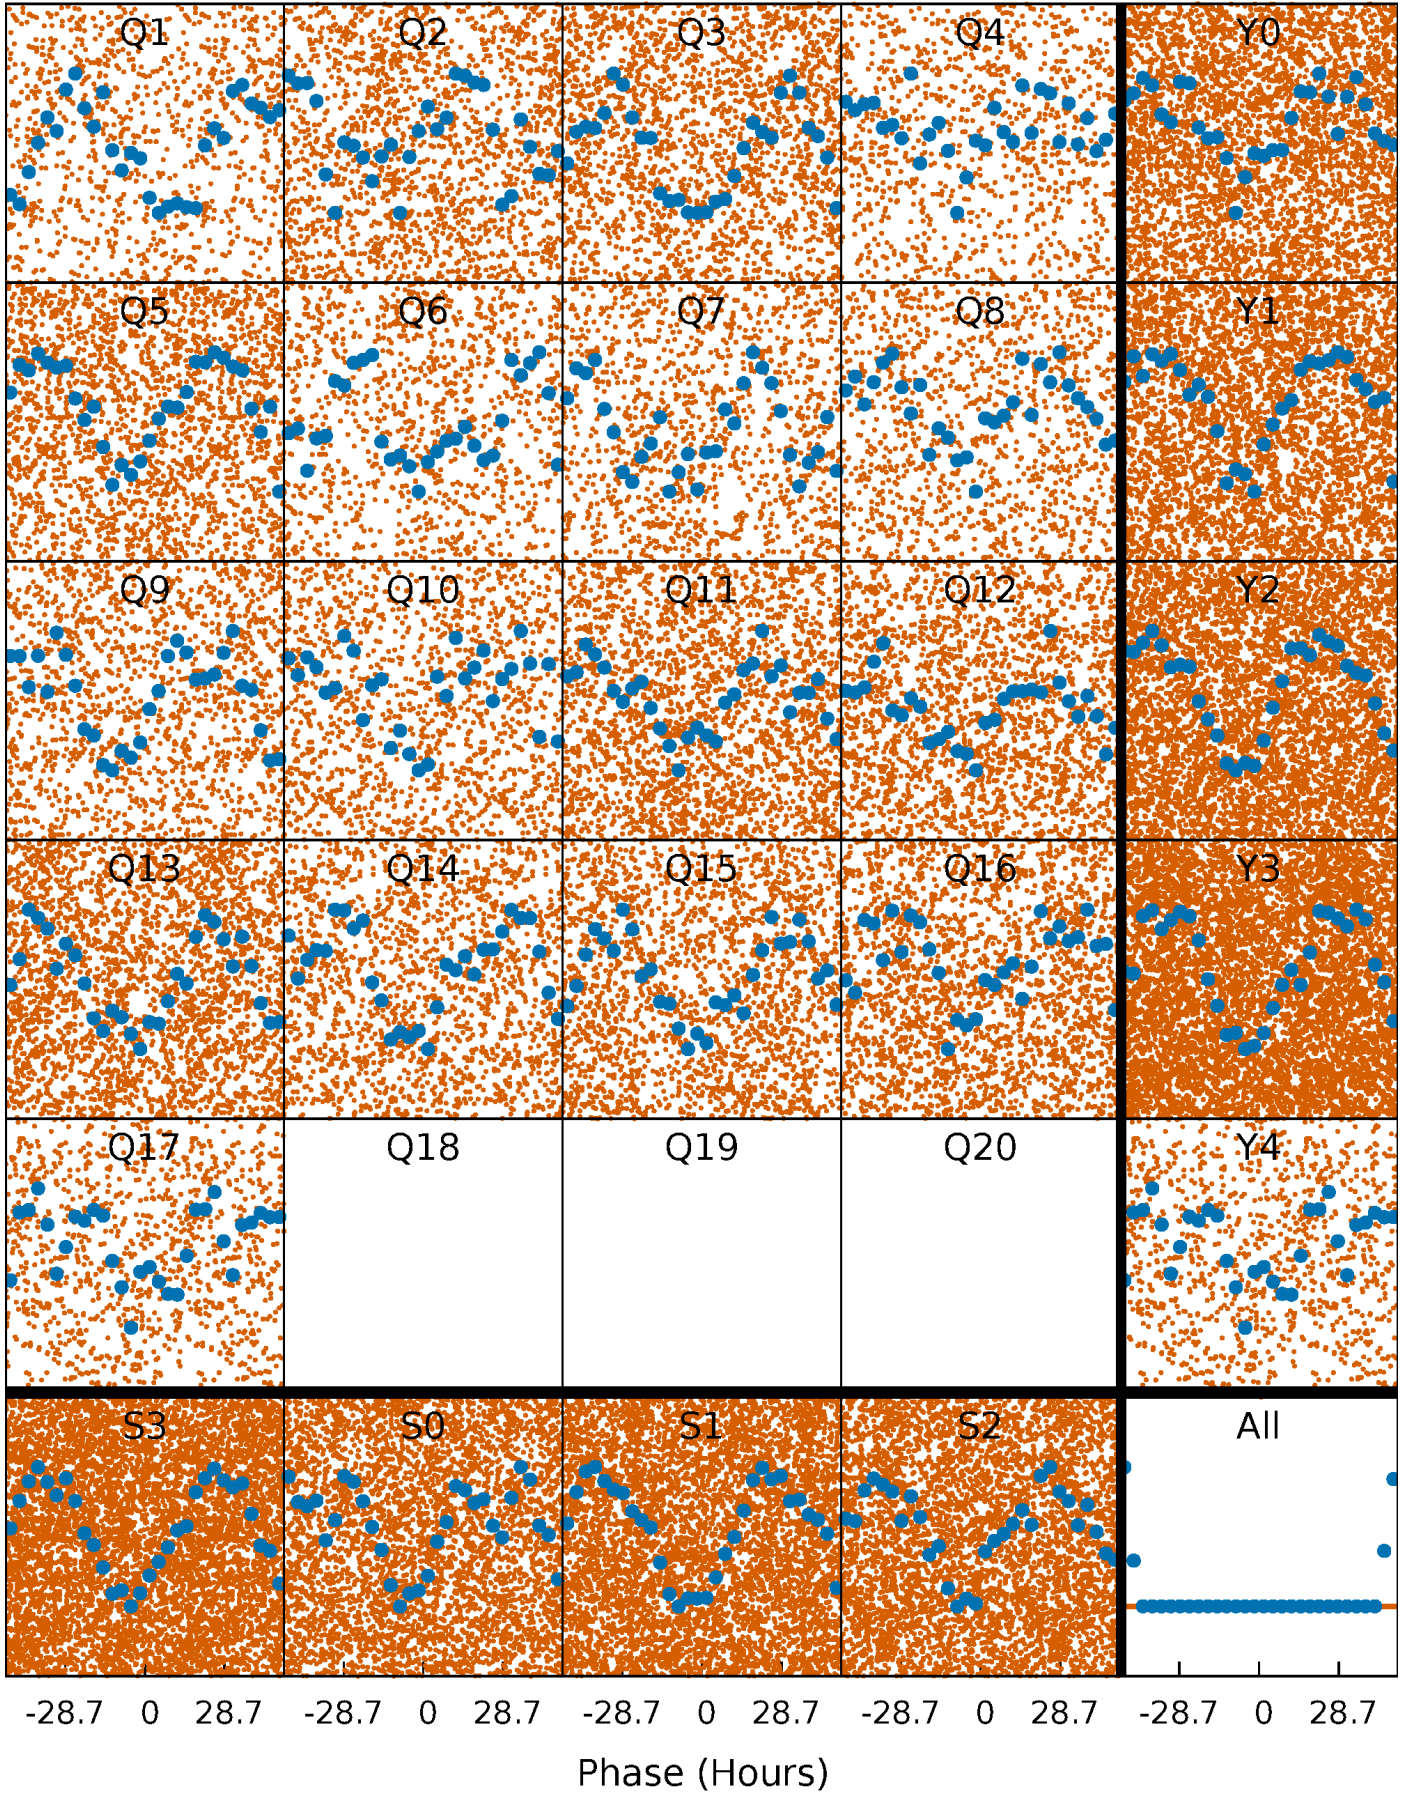 Q1 Q2 Q3 Q4 Y0
Q5 Q6 Q7 Q8 Y1
Q9 Q10 Q11 Q12 Y2
Q13 Q14 Q15 Q16 Y3
Q17 Q18 Q19 Q20 Y4
S3 S0 S1 S2 All
-28.7 0 28.7 -28.7 0 28.7 -28.7 0 28.7 -28.7 0 28.7 -28.7 0 28.7
Phase (Hours)